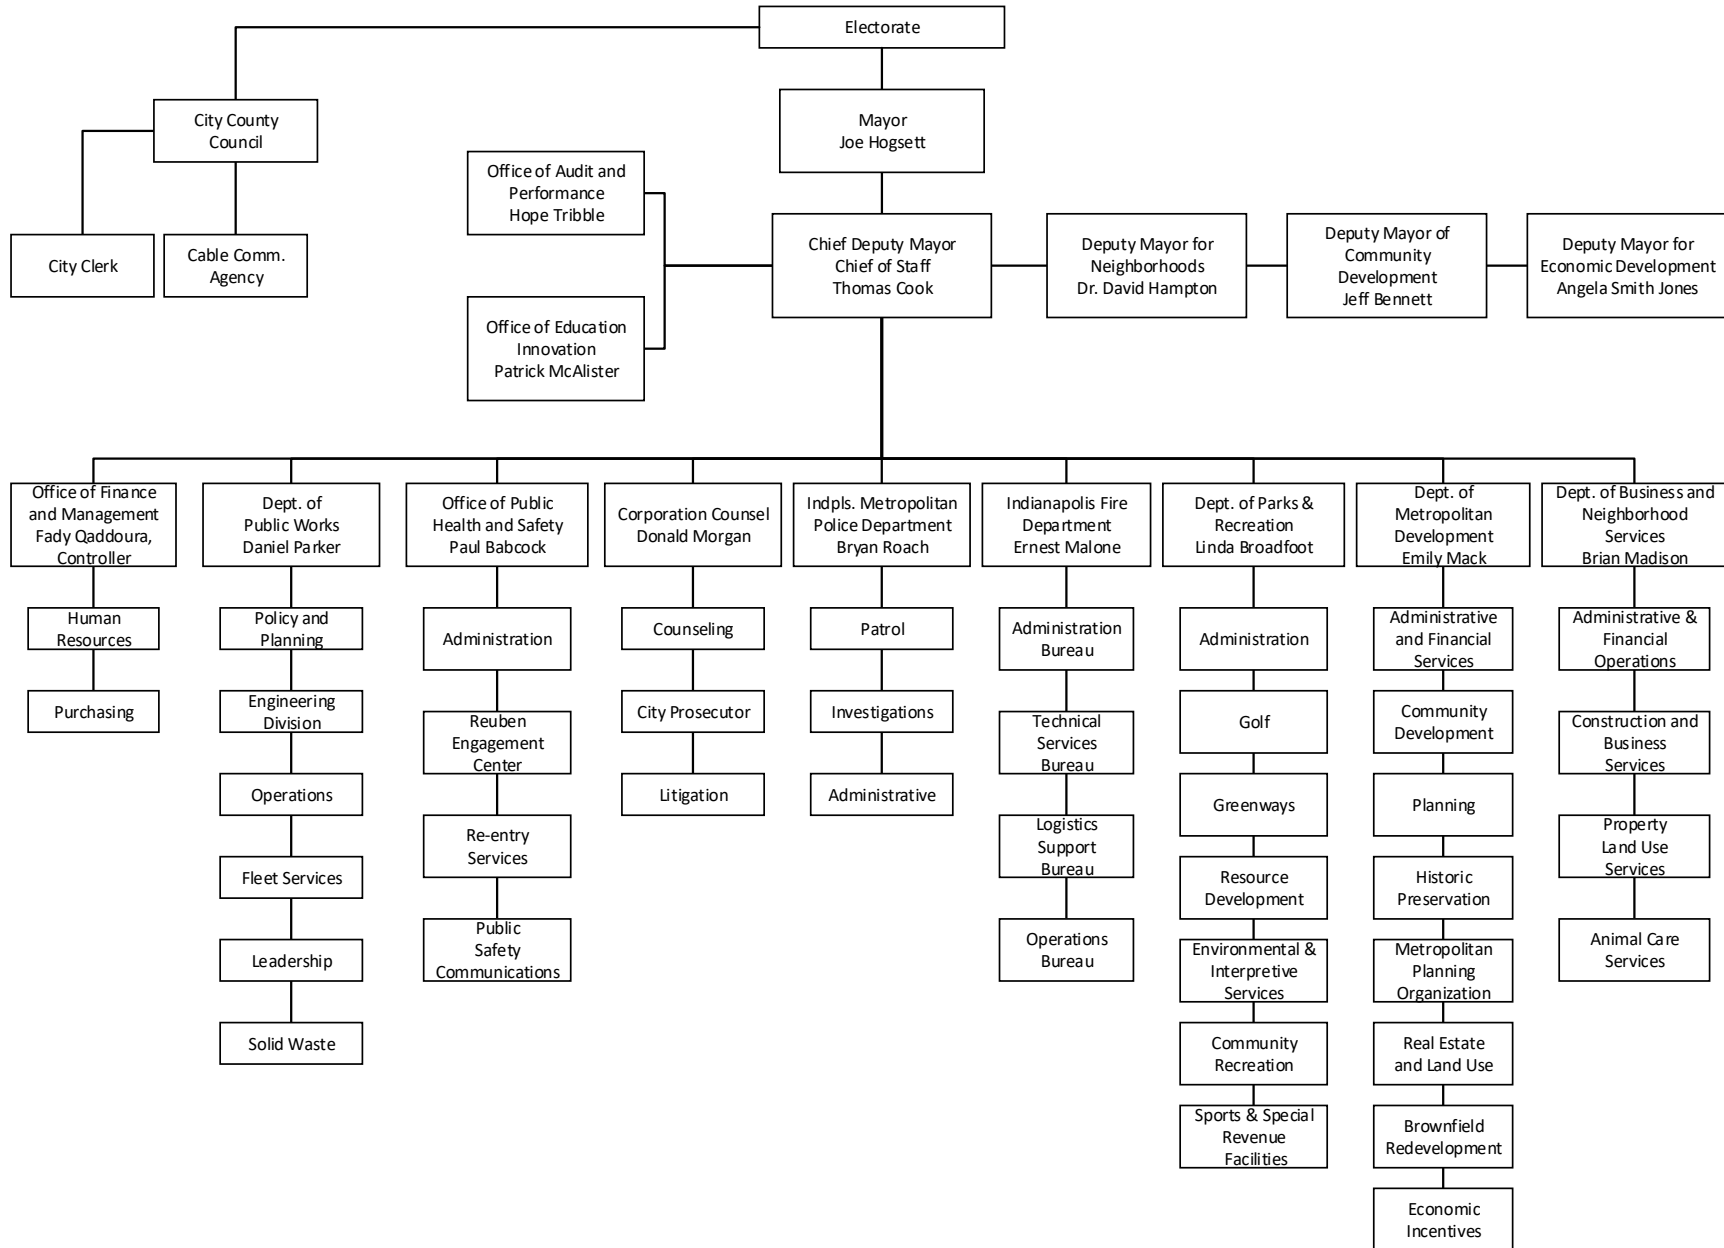 Electorate
City County
Council
Mayor
Joe Hogsett
Office of Audit and
Performance
Hope Tribble
City Clerk
Cable Comm.
Agency
Chief Deputy Mayor
Chief of Staff
Thomas Cook
Deputy Mayor for
Neighborhoods
Dr. David Hampton
Deputy Mayor of
Community
Development
Jeff Bennett
Deputy Mayor for
Economic Development
Angela Smith Jones
Office of Education
Innovation
Patrick McAlister
Office of Finance
and Management
Fady Qaddoura,
Controller
Dept. of
Public Works
Daniel Parker
Office of Public
Health and Safety
Paul Babcock
Corporation Counsel
Donald Morgan
Indpls. Metropolitan
Police Department
Bryan Roach
Indianapolis Fire
Department
Ernest Malone
Dept. of Parks &
Recreation
Linda Broadfoot
Dept. of
Metropolitan
Development
Emily Mack
Dept. of Business and
Neighborhood
Services
Brian Madison
Human
Resources
Purchasing
Policy and
Planning
Engineering
Division
Operations
Fleet Services
Leadership
Solid Waste
Administration
Reuben
Engagement
Center
Re-entry
Services
Public
Safety
Communications
Counseling
City Prosecutor
Litigation
Patrol
Investigations
Administrative
Administration
Bureau
Technical
Services
Bureau
Logistics
Support
Bureau
Operations
Bureau
Administration
Golf
Greenways
Resource
Development
Environmental &
Interpretive
Services
Community
Recreation
Sports & Special
Revenue
Facilities
Administrative
and Financial
Services
Community
Development
Planning
Historic
Preservation
Metropolitan
Planning
Organization
Real Estate
and Land Use
Brownfield
Redevelopment
Economic
Incentives
Administrative &
Financial
Operations
Construction and
Business
Services
Property
Land Use
Services
Animal Care
Services